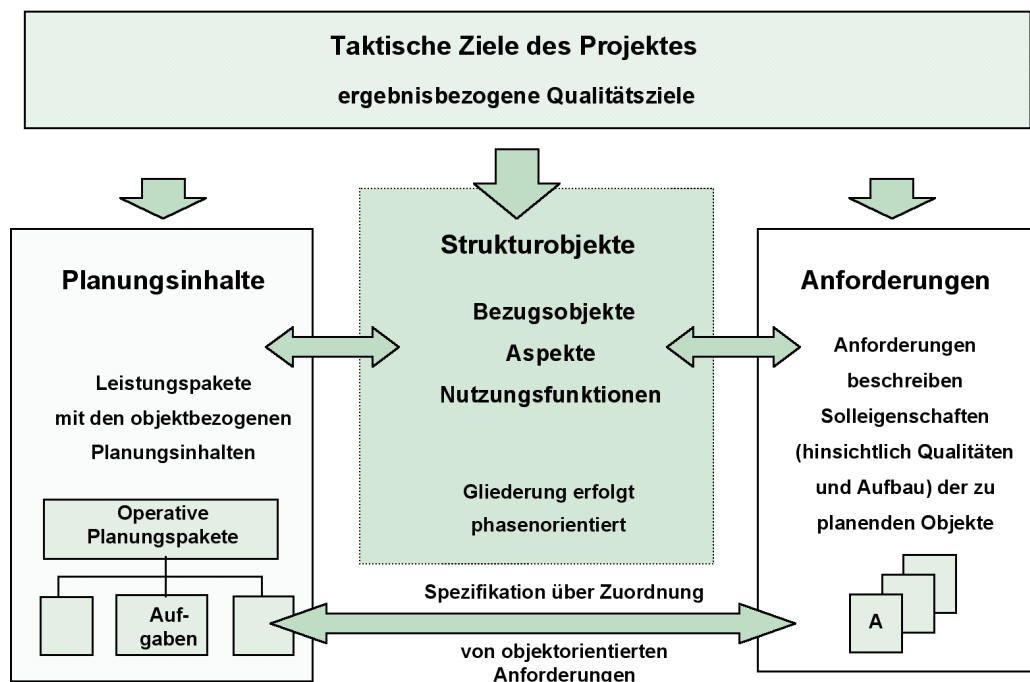 Taktische Ziele des Projektes
ergebnisbezogene Qualitätsziele
Planungsinhalte
Leistungspakete
mit den objektbezogenen
Planungsinhalten
Operative
Planungspakete
Auf-
gaben
Strukturobjekte
Bezugsobjekte
Aspekte
Nutzungsfunktionen
Gliederung erfolgt
phasenorientiert
Spezifikation über Zuordnung
von objektorientierten
Anforderungen
Anforderungen
Anforderungen
beschreiben
Solleigenschaften
(hinsichtlich Qualitäten
und Aufbau) der zu
planenden Objekte
A